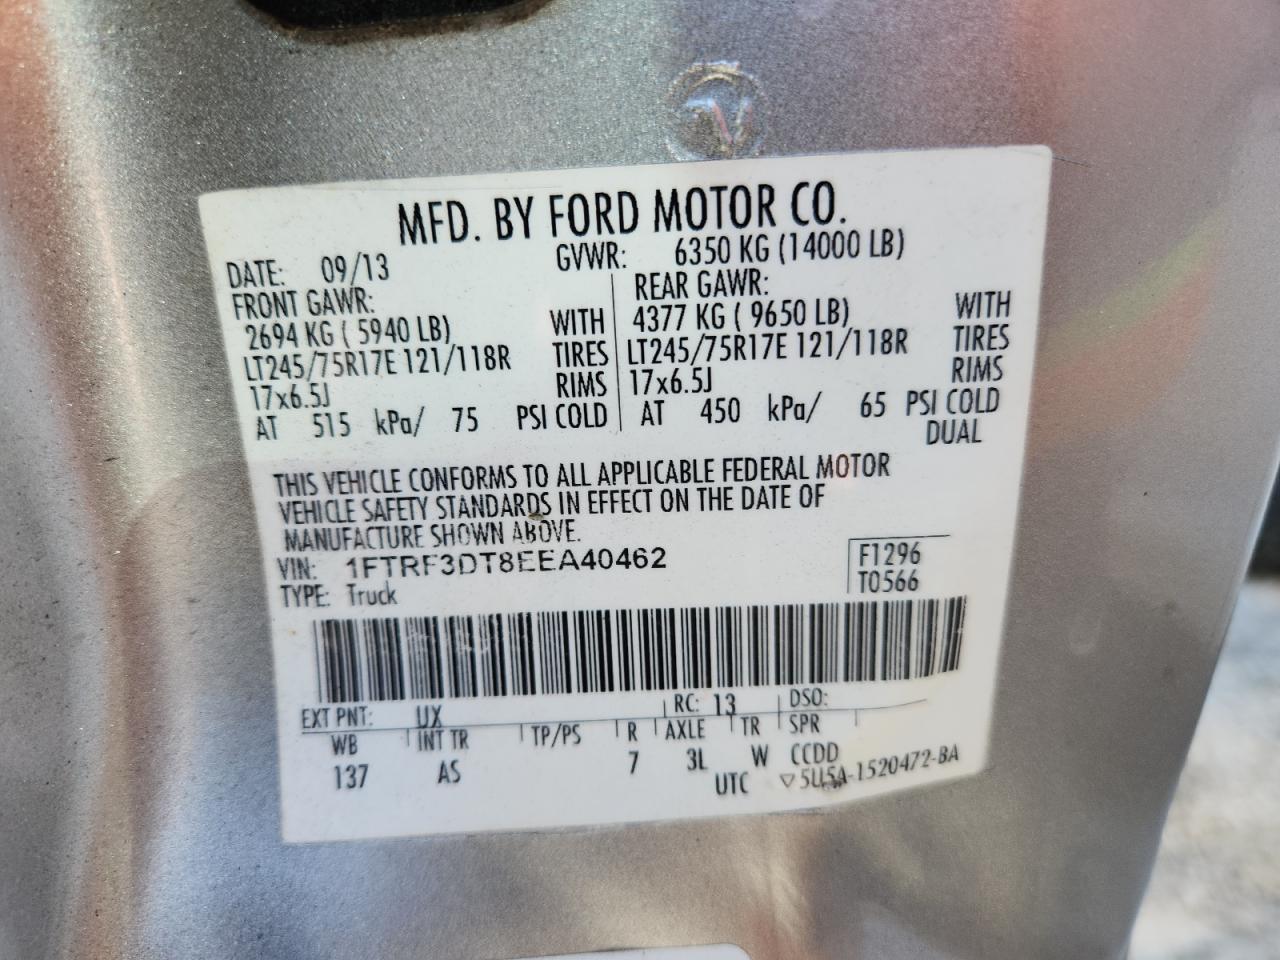 MFD. BY FORD MOTOR CO.
DATE: 09/13 GVWR: 6350 KG (14000 LB)
FRONT GAWR: REAR GAWR:
2694 KG ( 5940 LB) WITH 4377 KG ( 9650 LB) WITH
LT245/75R17E 121/118R TIRES LT245/75R17E 121/118R TIRES
17x6.5J RIMS 17x6.5J RIMS
AT 515 kPa/ 75 PSI COLD AT 450 kPa/ 65 PSI COLD
DUAL
THIS VEHICLE CONFORMS TO ALL APPLICABLE FEDERAL MOTOR
VEHICLE SAFETY STANDARDS IN EFFECT ON THE DATE OF
MANUFACTURE SHOWN ABOVE.
VIN: 1FTRF3DT8EEA40462 F1296
TYPE: Truck T0566
EXT PNT: UX RC: 13 DSO:
WB INT TR TP/PS R AXLE TR SPR
137 AS 7 3L W CCDD
UTC ▽5U5A-1520472-BA